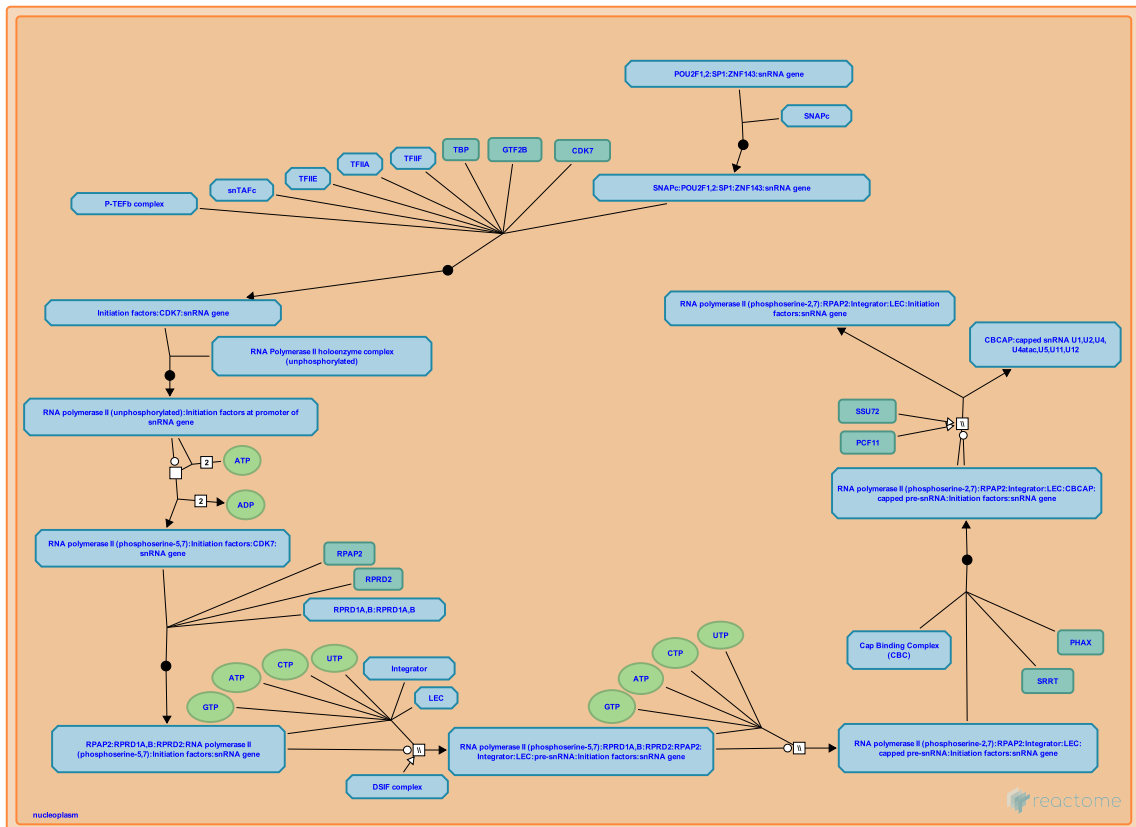 POU2F1,2:SP1:ZNF143:snRNA gene
SNAPc
TBP
GTF2B
CDK7
TFIIF
TFIIA
TFIIE
snTAFc
P-TEFb complex
SNAPc:POU2F1,2:SP1:ZNF143:snRNA gene
Initiation factors:CDK7:snRNA gene
RNA Polymerase II holoenzyme complex
(unphosphorylated)
RNA polymerase II (unphosphorylated):Initiation factors at promoter of
snRNA gene
2
ATP
2
ADP
RNA polymerase II (phosphoserine-5,7):Initiation factors:CDK7:
snRNA gene
RPAP2
RPRD2
RPRD1A,B:RPRD1A,B
UTP
CTP
ATP
GTP
Integrator
LEC
RPAP2:RPRD1A,B:RPRD2:RNA polymerase II
(phosphoserine-5,7):Initiation factors:snRNA gene
\\
DSIF complex
RNA polymerase II (phosphoserine-5,7):RPRD1A,B:RPRD2:RPAP2:
Integrator:LEC:pre-snRNA:Initiation factors:snRNA gene
UTP
CTP
ATP
GTP
\\
RNA polymerase II (phosphoserine-2,7):RPAP2:Integrator:LEC:
capped pre-snRNA:Initiation factors:snRNA gene
Cap Binding Complex
(CBC)
PHAX
SRRT
RNA polymerase II (phosphoserine-2,7):RPAP2:Integrator:LEC:CBCAP:
capped pre-snRNA:Initiation factors:snRNA gene
SSU72
PCF11
\\
RNA polymerase II (phosphoserine-2,7):RPAP2:Integrator:LEC:Initiation
factors:snRNA gene
CBCAP:capped snRNA U1,U2,U4,
U4atac,U5,U11,U12
nucleoplasm
reactome